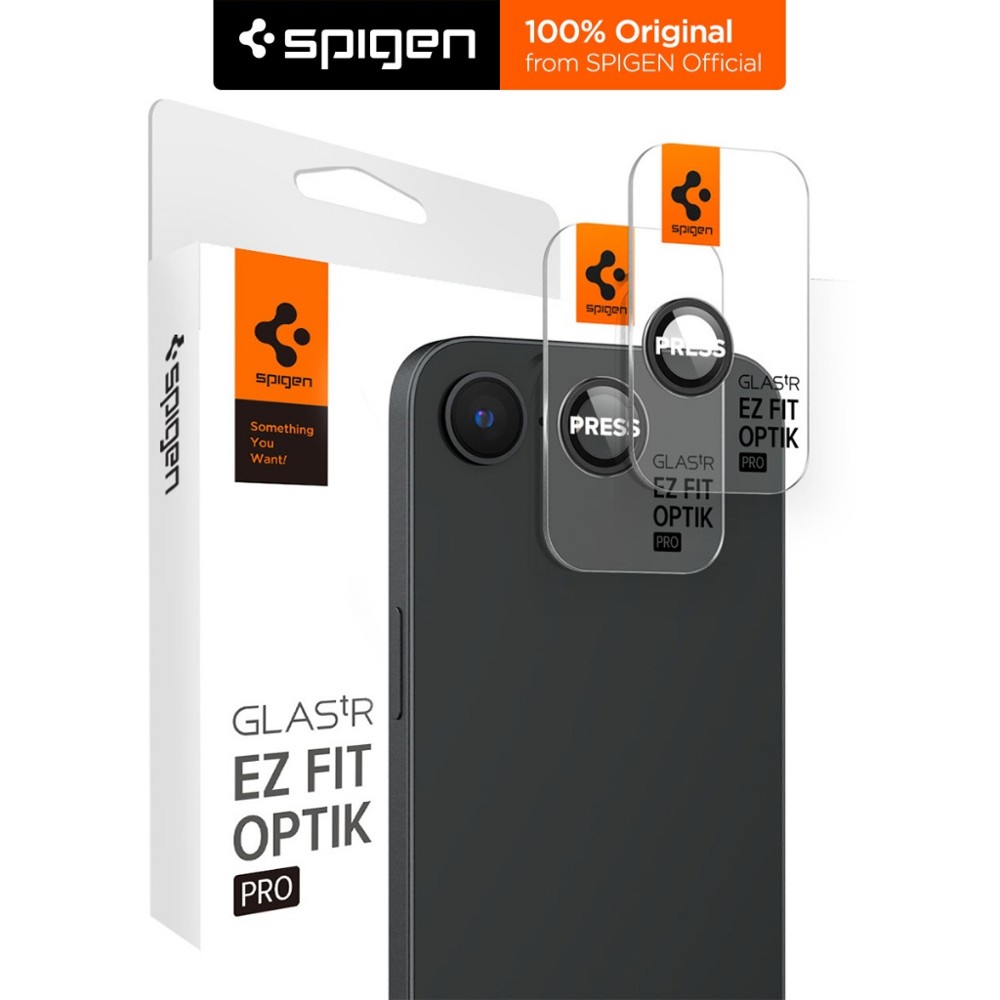 spigen
100% Original
from SPIGEN Official
spigen
spigen
Something
You
Want!
GLAStR
EZ FIT
OPTIK
PRO
spigen
PRESS
GLAStR
EZ FIT
OPTIK
PRO
spigen
PRESS
GLAStR
EZ FIT
OPTIK
PRO